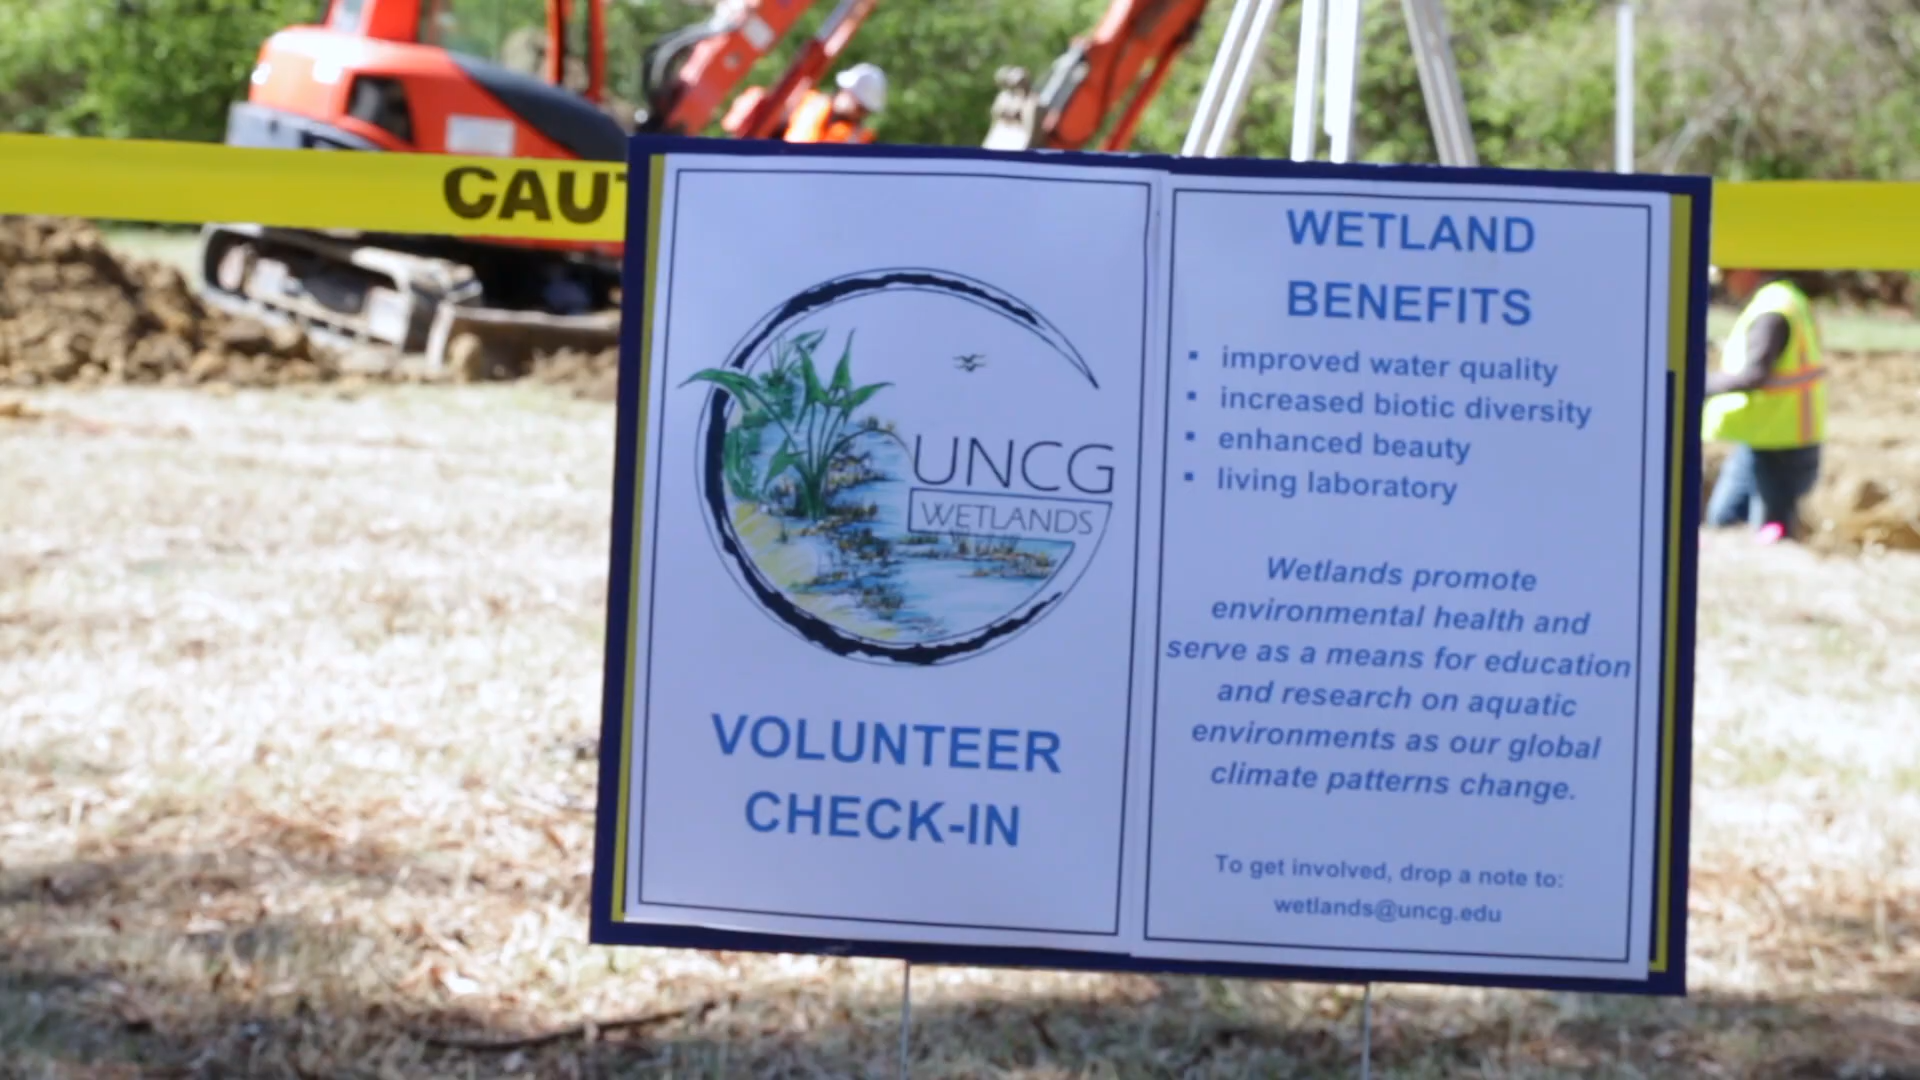 CAUT
UNCG
WETLANDS
VOLUNTEER
CHECK-IN
WETLAND
BENEFITS
▪ improved water quality
▪ increased biotic diversity
▪ enhanced beauty
▪ living laboratory
Wetlands promote
environmental health and
serve as a means for education
and research on aquatic
environments as our global
climate patterns change.
To get involved, drop a note to:
wetlands@uncg.edu